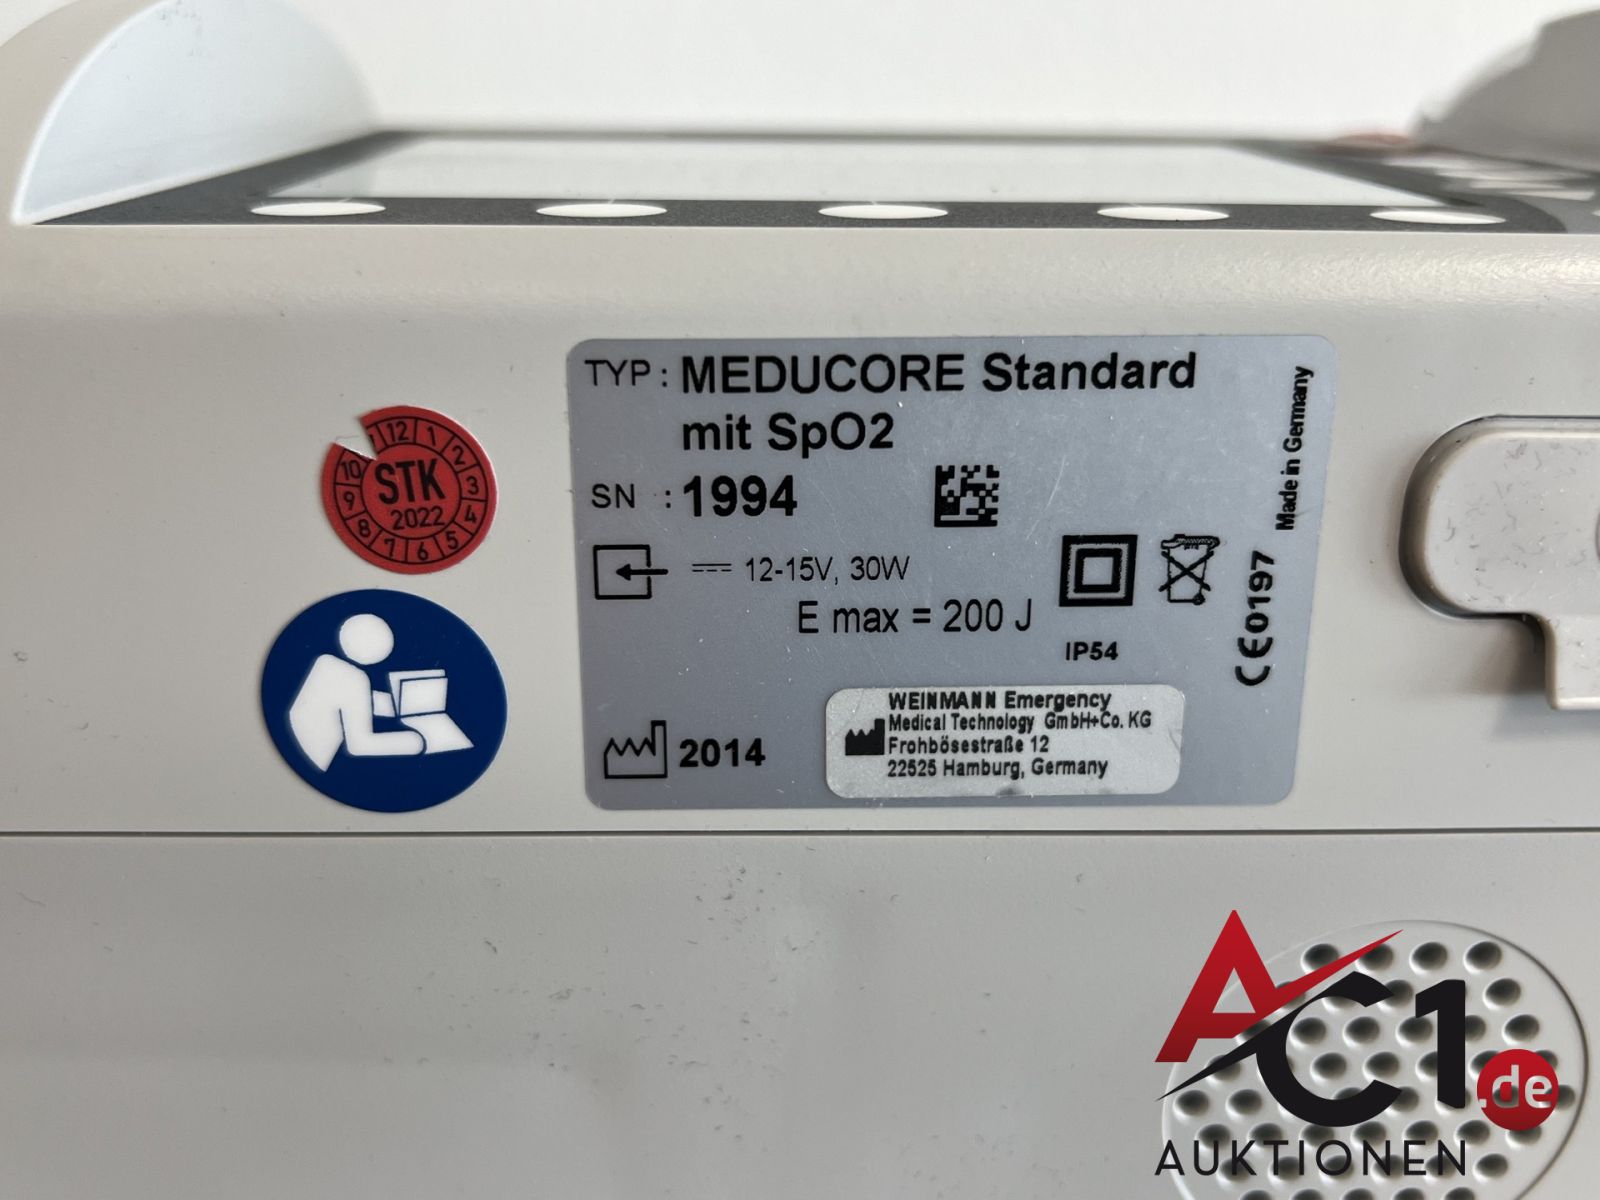 TYP: MEDUCORE Standard
mit SpO2
SN : 1994
12-15V, 30W
E max = 200 J
IP54
2014
WEINMANN Emergency
Medical Technology GmbH+Co. KG
Frohbösestraße 12
22525 Hamburg, Germany
Made in Germany
CE0197
12 1 2 3 4 5 6 7 8 9 10
STK
2022
AC1.de
AUKTIONEN